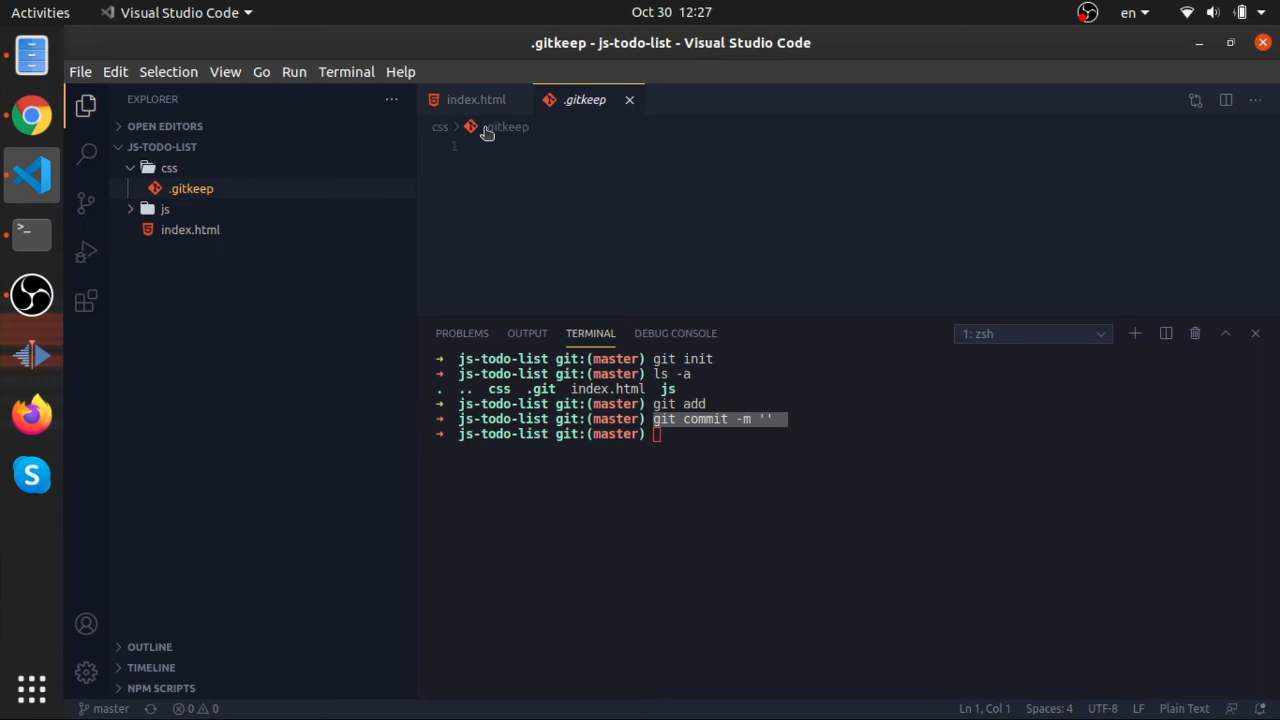 Activities
Visual Studio Code
Oct 30 12:27
en
.gitkeep - js-todo-list - Visual Studio Code
File Edit Selection View Go Run Terminal Help
EXPLORER
OPEN EDITORS
JS-TODO-LIST
css
.gitkeep
js
index.html
OUTLINE
TIMELINE
NPM SCRIPTS
index.html
.gitkeep
css
.gitkeep
1
PROBLEMS OUTPUT TERMINAL DEBUG CONSOLE
1: zsh
➜ js-todo-list git:(master) git init
➜ js-todo-list git:(master) ls -a
. .. css .git index.html js
➜ js-todo-list git:(master) git add
➜ js-todo-list git:(master) git commit -m ''
➜ js-todo-list git:(master)
master
0 0
Ln 1, Col 1
Spaces: 4
UTF-8
LF
Plain Text